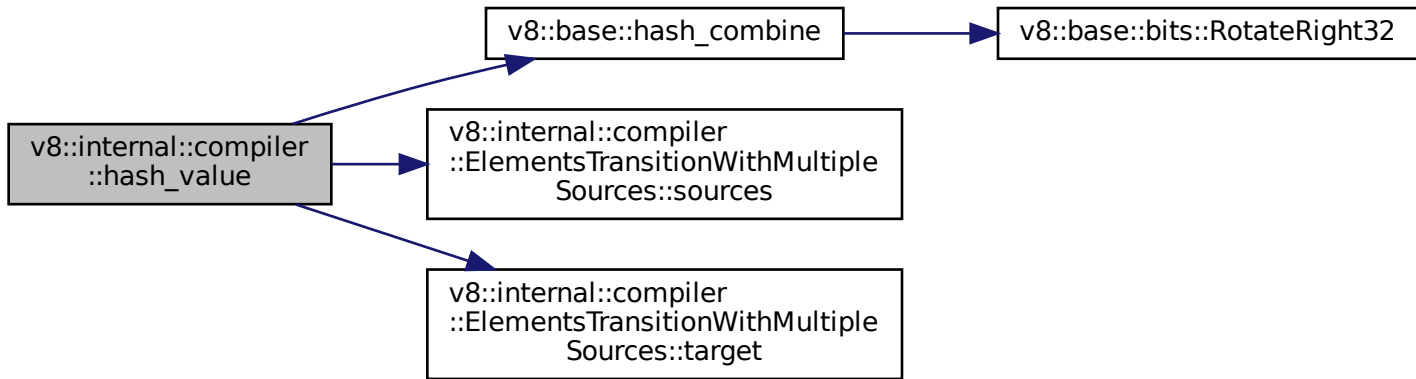 v8::base::hash_combine
v8::base::bits::RotateRight32
v8::internal::compiler
::hash_value
v8::internal::compiler
::ElementsTransitionWithMultiple
Sources::sources
v8::internal::compiler
::ElementsTransitionWithMultiple
Sources::target